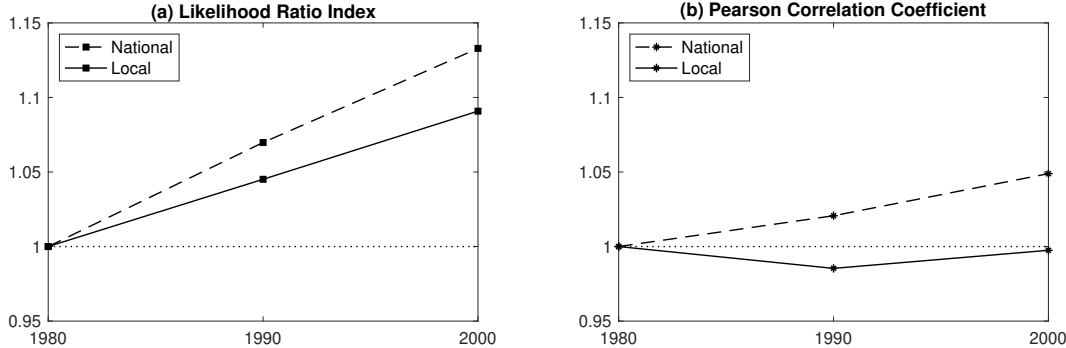 (a) Likelihood Ratio Index
1.15
1.1
1.05
1
0.95
1980
1990
2000
National
Local
(b) Pearson Correlation Coefficient
1.15
1.1
1.05
1
0.95
1980
1990
2000
National
Local